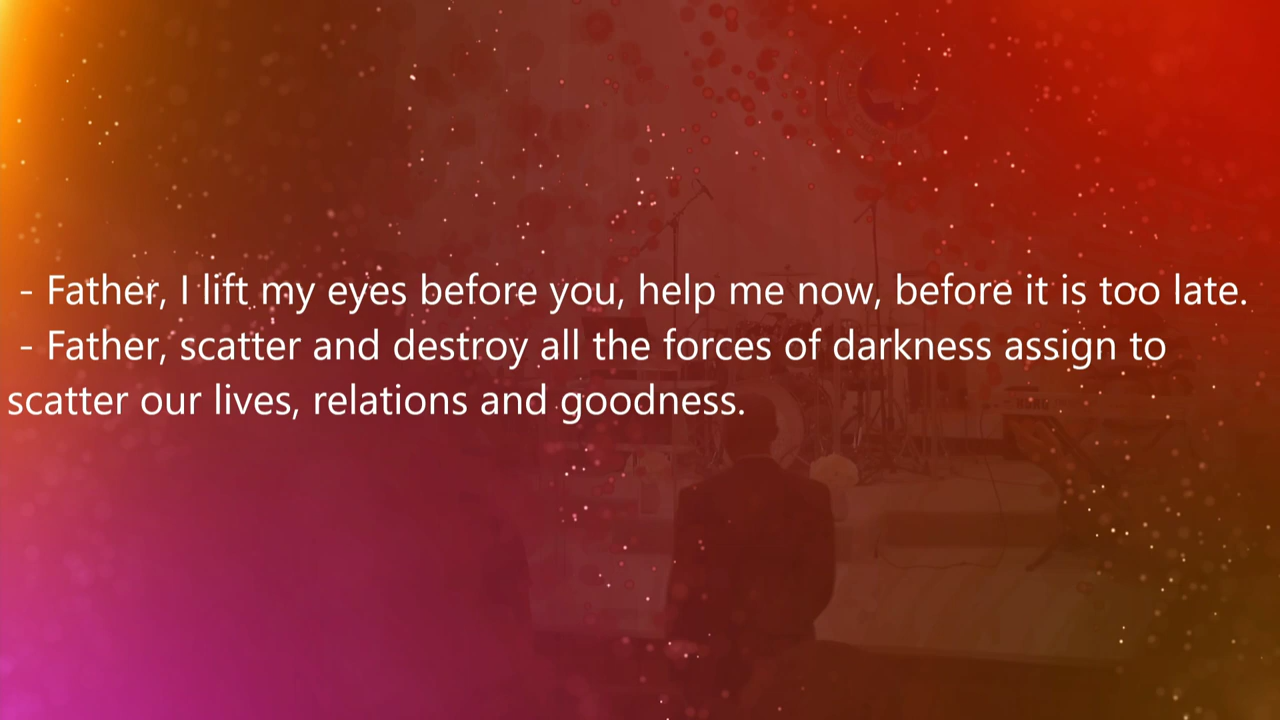 - Father, I lift my eyes before you, help me now, before it is too late.
- Father, scatter and destroy all the forces of darkness assign to
scatter our lives, relations and goodness.